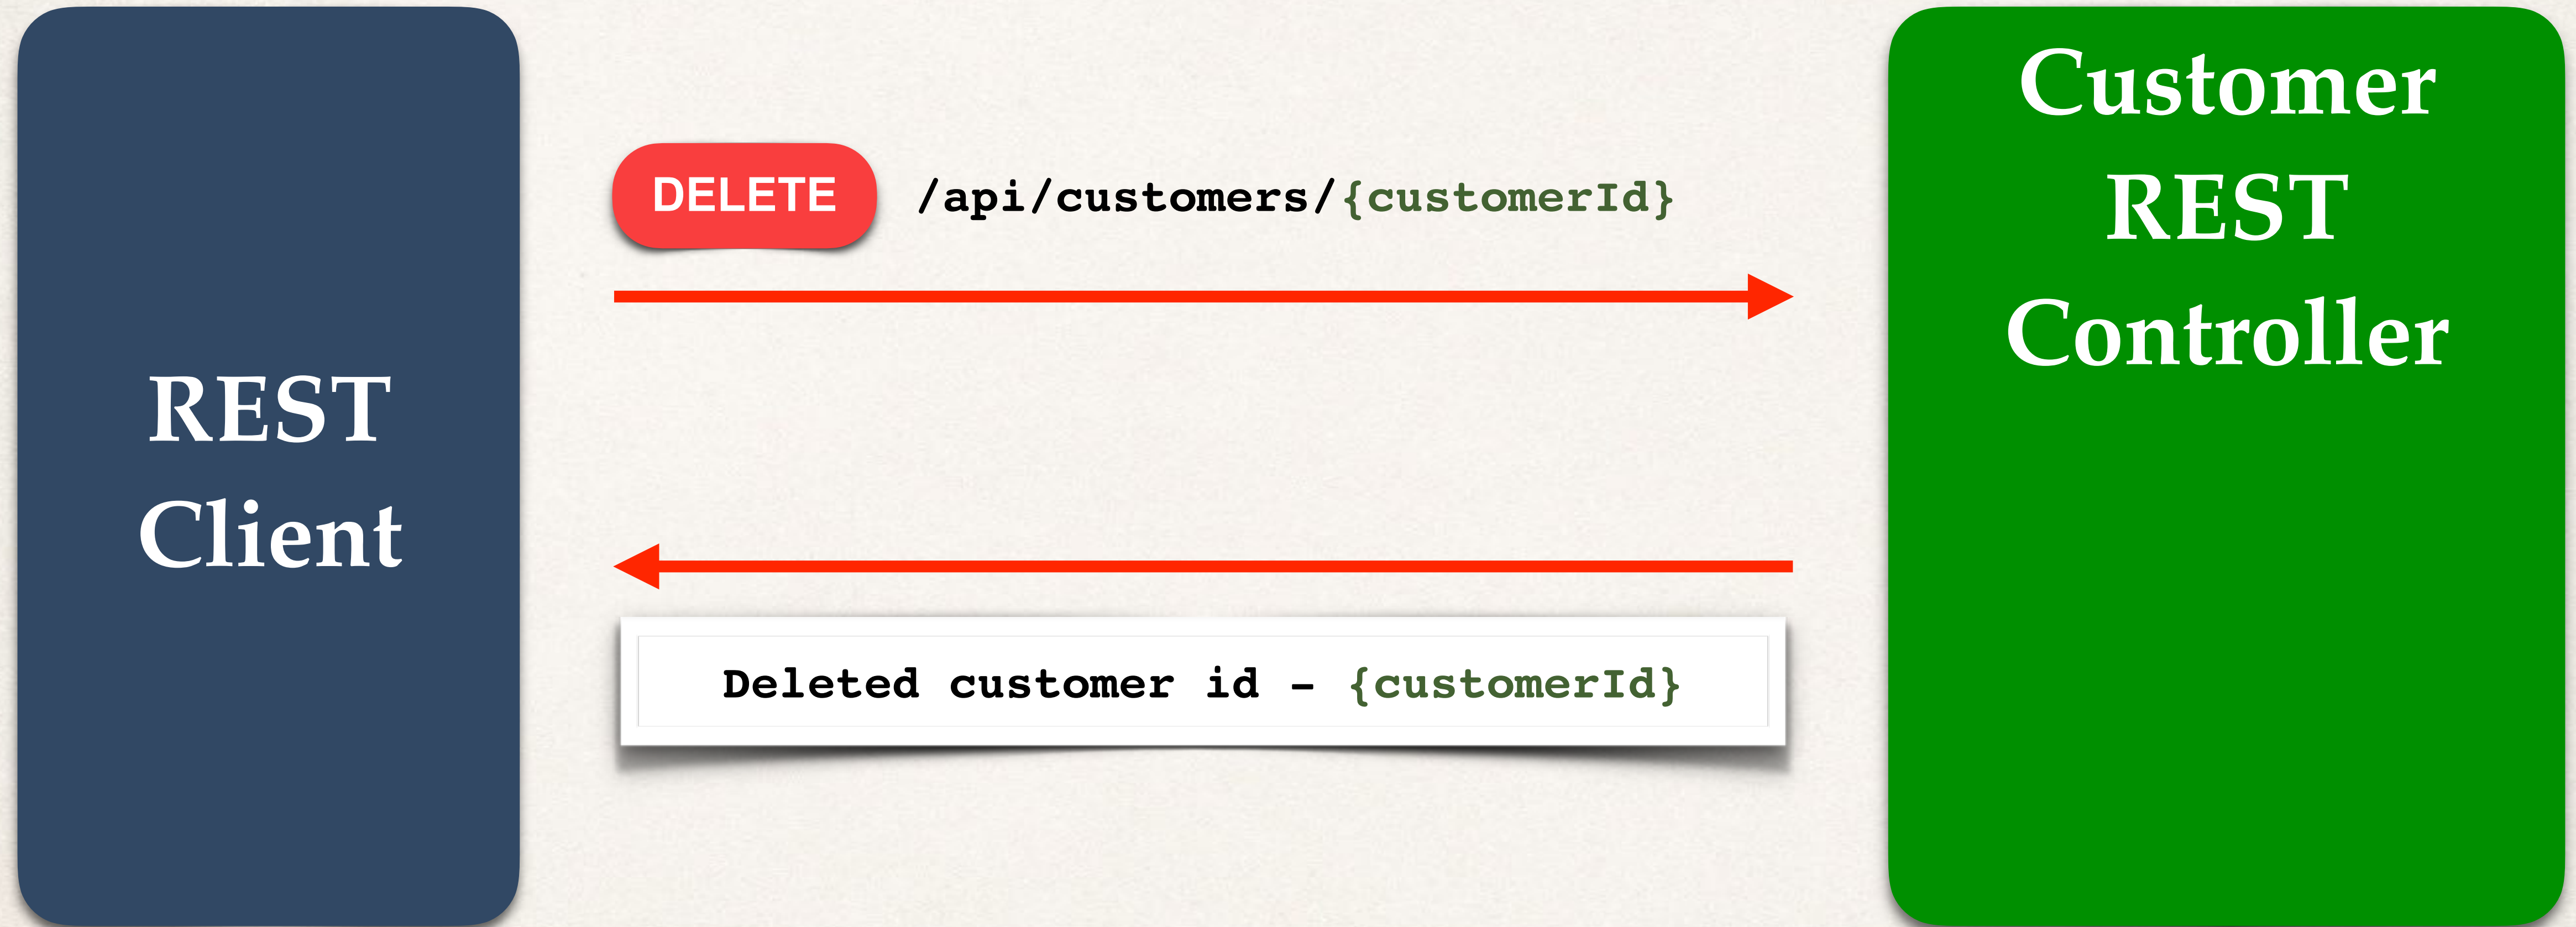 REST
Client
DELETE /api/customers/{customerId}
Deleted customer id - {customerId}
Customer
REST
Controller